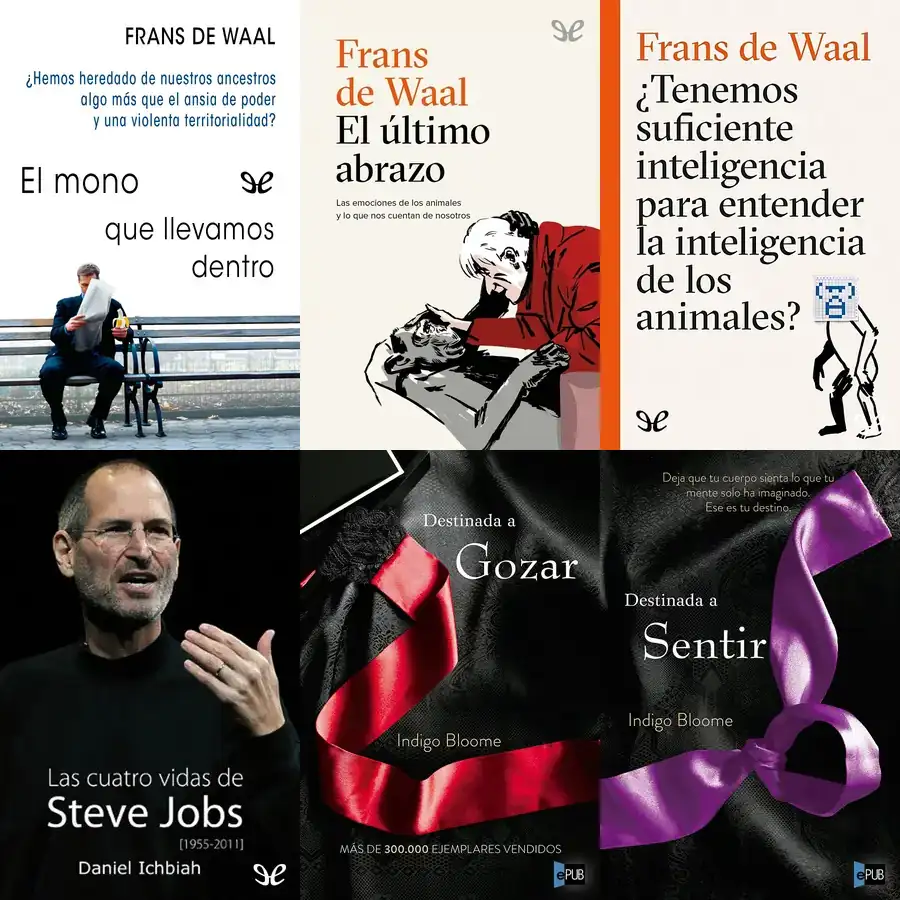 FRANS DE WAAL
¿Hemos heredado de nuestros ancestros
algo más que el ansia de poder
y una violenta territorialidad?
El mono
que llevamos
dentro
Frans
de Waal
El último
abrazo
Las emociones de los animales
y lo que nos cuentan de nosotros
Frans de Waal
¿Tenemos
suficiente
inteligencia
para entender
la inteligencia
de los
animales?
Las cuatro vidas de
Steve Jobs
[1955-2011]
Daniel Ichbiah
Destinada a
Gozar
Indigo Bloome
MÁS DE 300.000 EJEMPLARES VENDIDOS
ePUB
Deja que tu cuerpo sienta lo que tu
mente solo ha imaginado.
Ese es tu destino.
Destinada a
Sentir
Indigo Bloome
ePUB